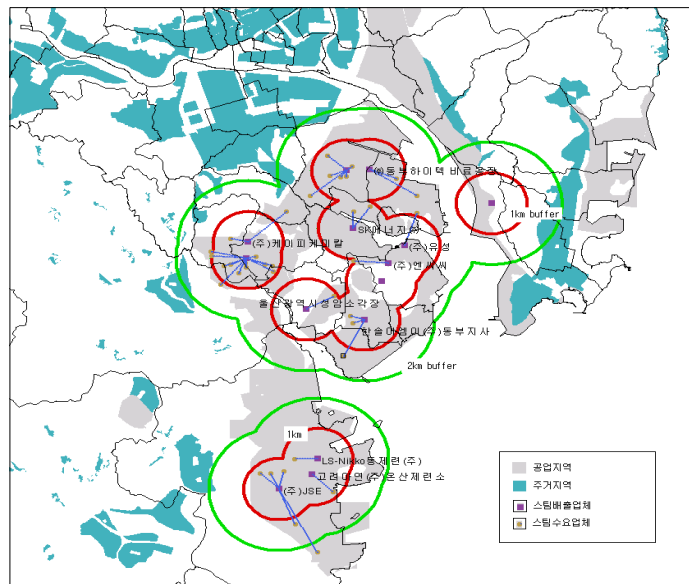 (주)동부하이텍 비료공장
1km buffer
SK에너지㈜
(주)유성
(주)케이피케미칼
(주)엔씨씨
울산광역시성암소각장
한솔이엠이(주)동부지사
2km buffer
1km
LS-Nikko동제련(주)
고려아연(주)온산제련소
(주)JSE
공업지역
주거지역
스팀배출업체
스팀수요업체